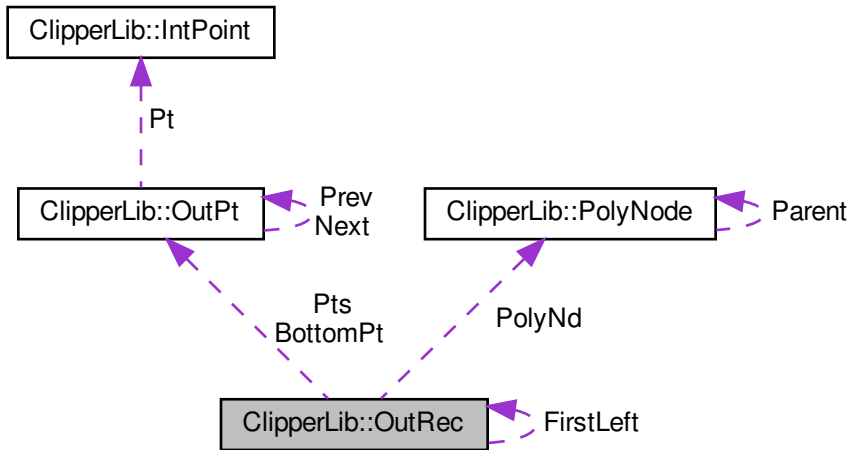 ClipperLib::IntPoint
Pt
ClipperLib::OutPt
Prev
Next
ClipperLib::PolyNode
Parent
Pts
BottomPt
PolyNd
ClipperLib::OutRec
FirstLeft